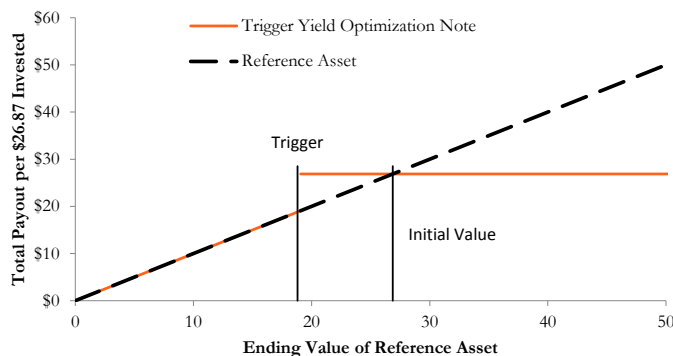 Total Payout per $26.87 Invested
$60
$50
$40
$30
$20
$10
$0
Trigger Yield Optimization Note
Reference Asset
Trigger
Initial Value
0
10
20
30
40
50
Ending Value of Reference Asset